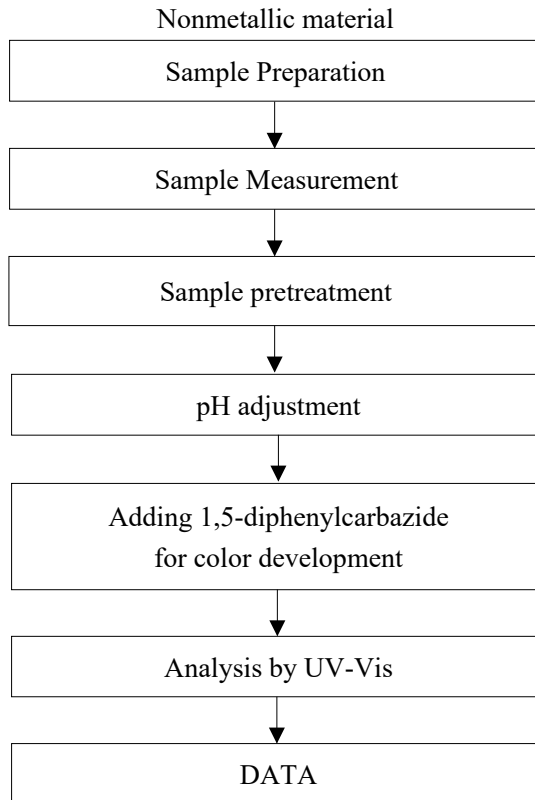 Nonmetallic material
Sample Preparation
Sample Measurement
Sample pretreatment
pH adjustment
Adding 1,5-diphenylcarbazide
for color development
Analysis by UV-Vis
DATA